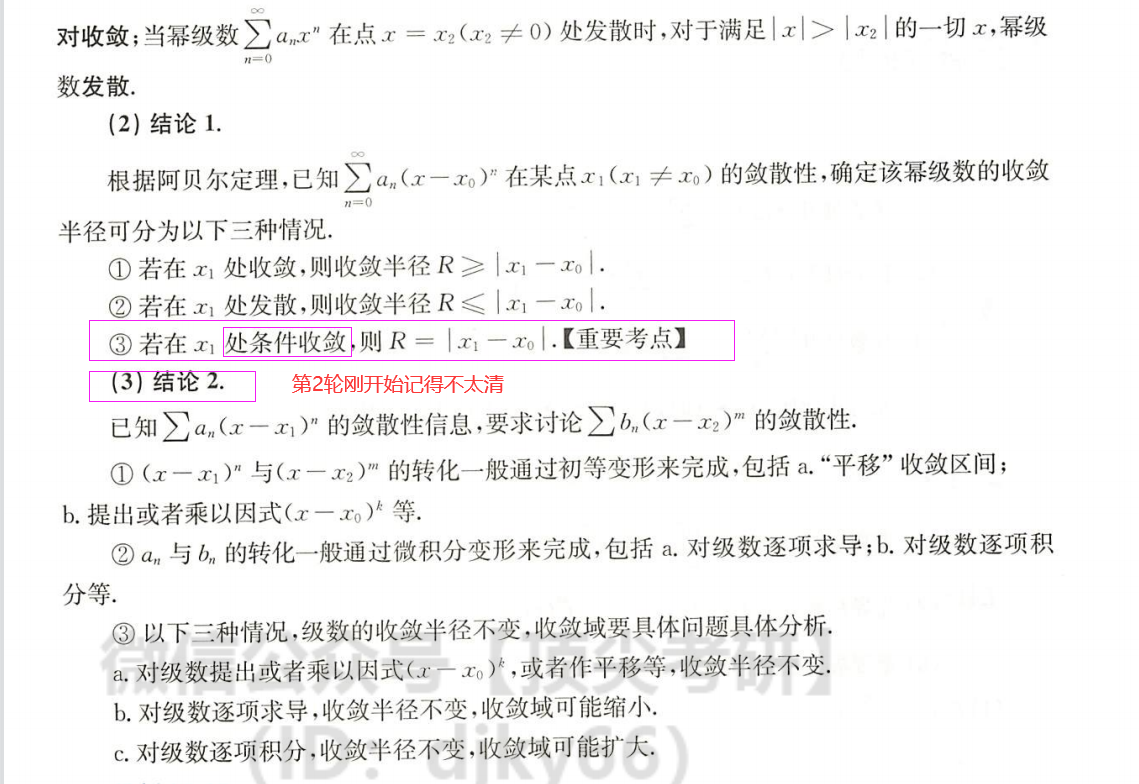 对收敛;当幂级数∑_{n=0}^{∞} a_n x^n 在点 x = x_2(x_2 ≠ 0) 处发散时,对于满足|x|>|x_2|的一切 x,幂级
数发散.
(2) 结论 1.
根据阿贝尔定理,已知∑_{n=0}^{∞} a_n(x-x_0)^n 在某点 x_1(x_1 ≠ x_0) 的敛散性,确定该幂级数的收敛
半径可分为以下三种情况.
① 若在 x_1 处收敛,则收敛半径 R ⩾ |x_1-x_0|.
② 若在 x_1 处发散,则收敛半径 R ⩽ |x_1-x_0|.
③ 若在 x_1 处条件收敛,则 R = |x_1-x_0|.【重要考点】
(3) 结论 2. 第2轮刚开始记得不太清
已知∑a_n(x-x_1)^n 的敛散性信息,要求讨论∑b_n(x-x_2)^m 的敛散性.
① (x-x_1)^n 与(x-x_2)^m 的转化一般通过初等变形来完成,包括 a.“平移”收敛区间;
b. 提出或者乘以因式(x-x_0)^k 等.
② a_n 与 b_n 的转化一般通过微积分变形来完成,包括 a. 对级数逐项求导;b. 对级数逐项积
分等.
③ 以下三种情况,级数的收敛半径不变,收敛域要具体问题具体分析.
a. 对级数提出或者乘以因式(x-x_0)^k,或者作平移等,收敛半径不变.
b. 对级数逐项求导,收敛半径不变,收敛域可能缩小.
c. 对级数逐项积分,收敛半径不变,收敛域可能扩大.
微信公众号【顶尖考研】
(ID: djky66)